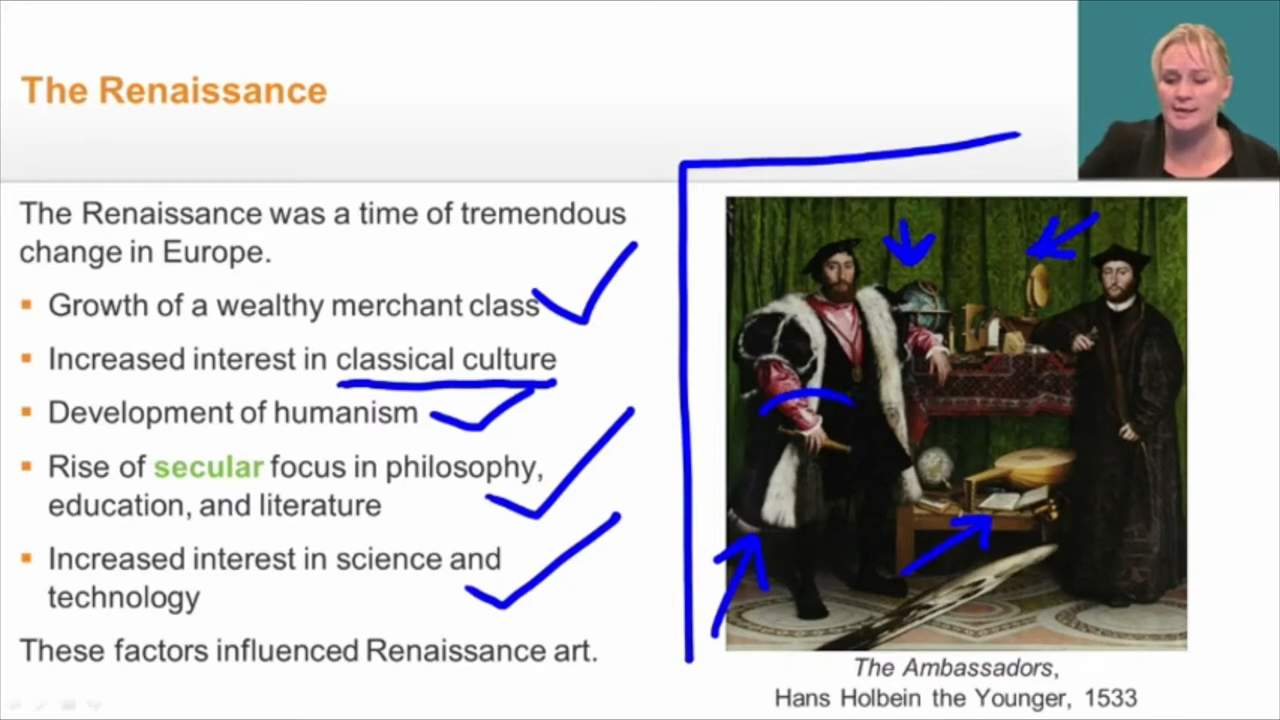 The Renaissance
The Renaissance was a time of tremendous
change in Europe.
Growth of a wealthy merchant class
Increased interest in classical culture
Development of humanism
Rise of secular focus in philosophy,
education, and literature
Increased interest in science and
technology
These factors influenced Renaissance art.
The Ambassadors,
Hans Holbein the Younger, 1533